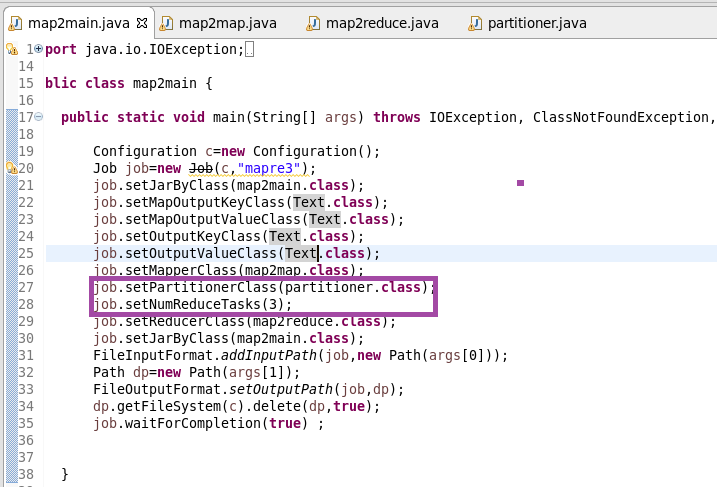 map2main.java map2map.java map2reduce.java partitioner.java
1 port java.io.IOException;
14
15 blic class map2main {
16
17 public static void main(String[] args) throws IOException, ClassNotFoundException,
18
19 Configuration c=new Configuration();
20 Job job=new Job(c,"mapre3");
21 job.setJarByClass(map2main.class);
22 job.setMapOutputKeyClass(Text.class);
23 job.setMapOutputValueClass(Text.class);
24 job.setOutputKeyClass(Text.class);
25 job.setOutputValueClass(Text.class);
26 job.setMapperClass(map2map.class);
27 job.setPartitionerClass(partitioner.class);
28 job.setNumReduceTasks(3);
29 job.setReducerClass(map2reduce.class);
30 job.setJarByClass(map2main.class);
31 FileInputFormat.addInputPath(job,new Path(args[0]));
32 Path dp=new Path(args[1]);
33 FileOutputFormat.setOutputPath(job,dp);
34 dp.getFileSystem(c).delete(dp,true);
35 job.waitForCompletion(true) ;
36
37
38 }